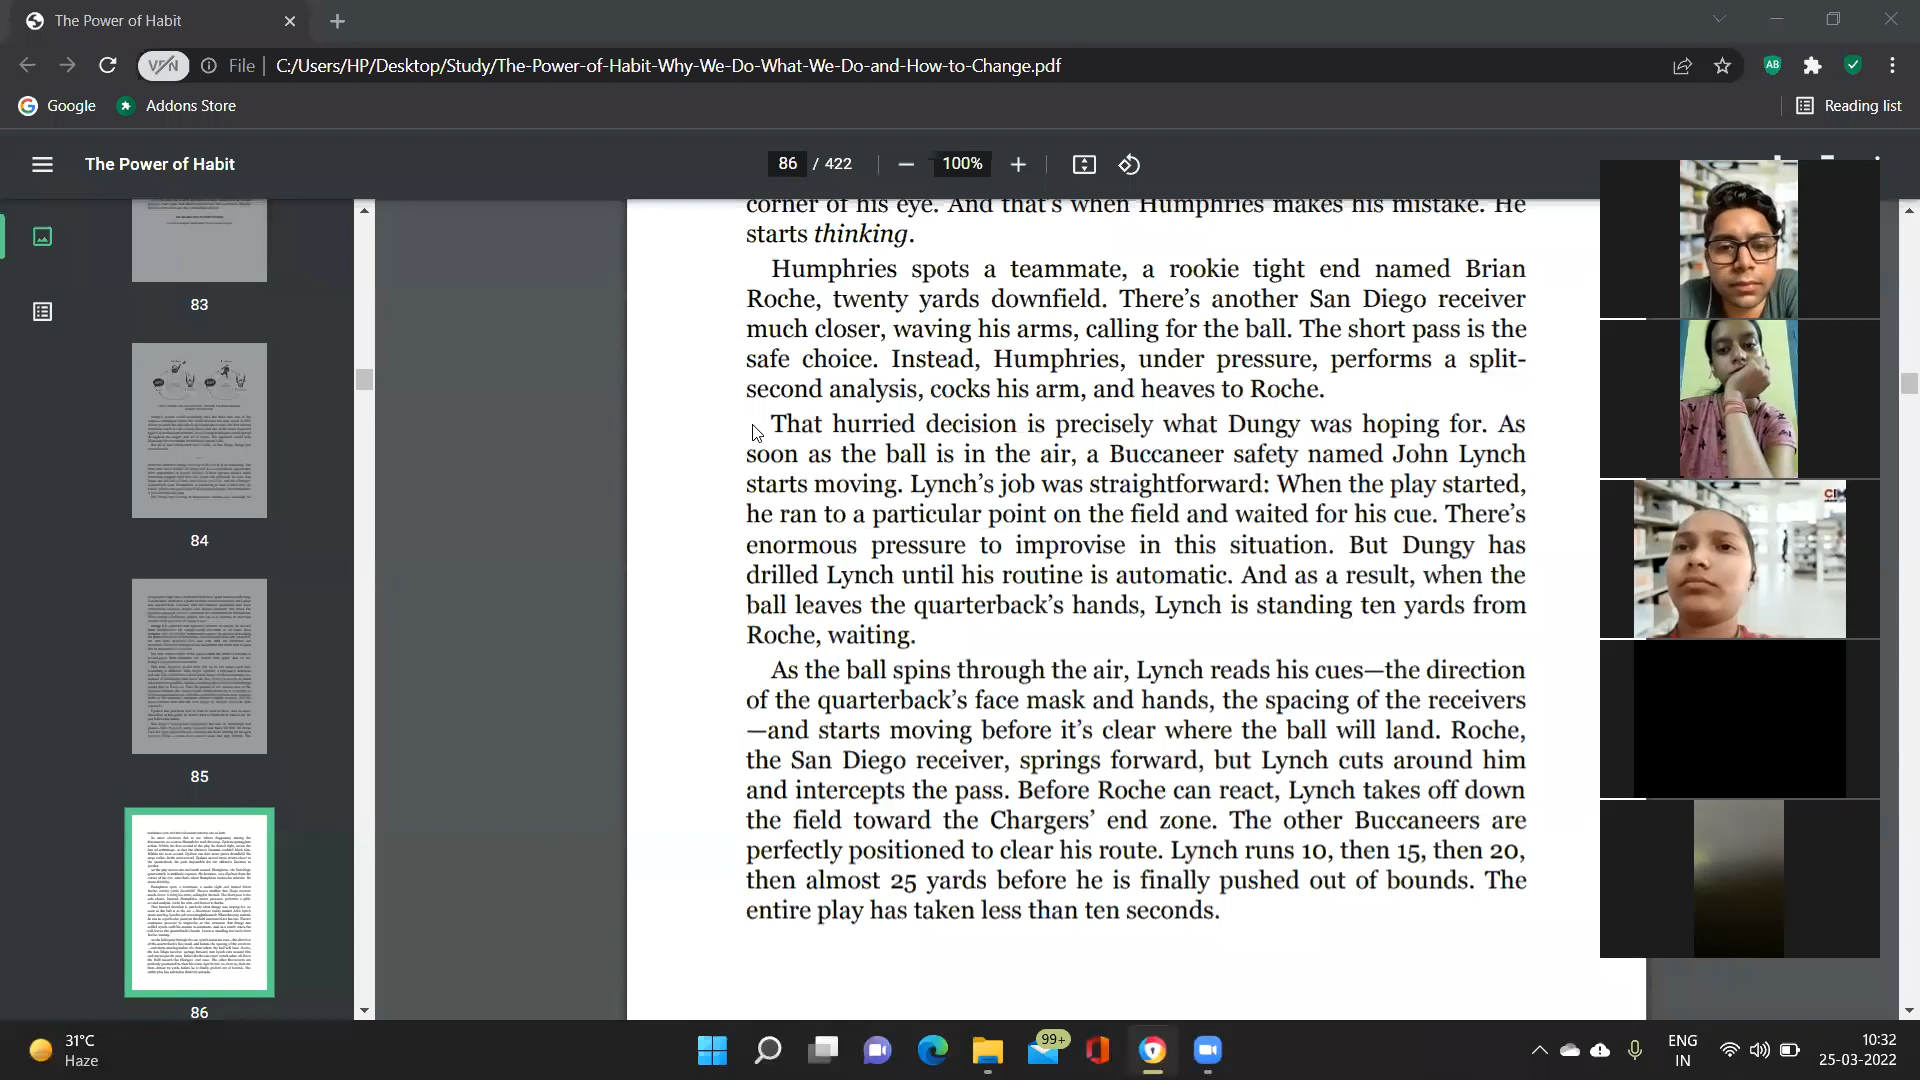 The Power of Habit
VPN
File
C:/Users/HP/Desktop/Study/The-Power-of-Habit-Why-We-Do-What-We-Do-and-How-to-Change.pdf
AB
Google
Addons Store
Reading list
The Power of Habit
86 / 422
100%
83
84
85
86
corner of his eye. And that's when Humphries makes his mistake. He
starts thinking.
Humphries spots a teammate, a rookie tight end named Brian
Roche, twenty yards downfield. There’s another San Diego receiver
much closer, waving his arms, calling for the ball. The short pass is the
safe choice. Instead, Humphries, under pressure, performs a split-
second analysis, cocks his arm, and heaves to Roche.
That hurried decision is precisely what Dungy was hoping for. As
soon as the ball is in the air, a Buccaneer safety named John Lynch
starts moving. Lynch’s job was straightforward: When the play started,
he ran to a particular point on the field and waited for his cue. There’s
enormous pressure to improvise in this situation. But Dungy has
drilled Lynch until his routine is automatic. And as a result, when the
ball leaves the quarterback’s hands, Lynch is standing ten yards from
Roche, waiting.
As the ball spins through the air, Lynch reads his cues—the direction
of the quarterback’s face mask and hands, the spacing of the receivers
—and starts moving before it’s clear where the ball will land. Roche,
the San Diego receiver, springs forward, but Lynch cuts around him
and intercepts the pass. Before Roche can react, Lynch takes off down
the field toward the Chargers’ end zone. The other Buccaneers are
perfectly positioned to clear his route. Lynch runs 10, then 15, then 20,
then almost 25 yards before he is finally pushed out of bounds. The
entire play has taken less than ten seconds.
31°C
Haze
99+
ENG
IN
10:32
25-03-2022